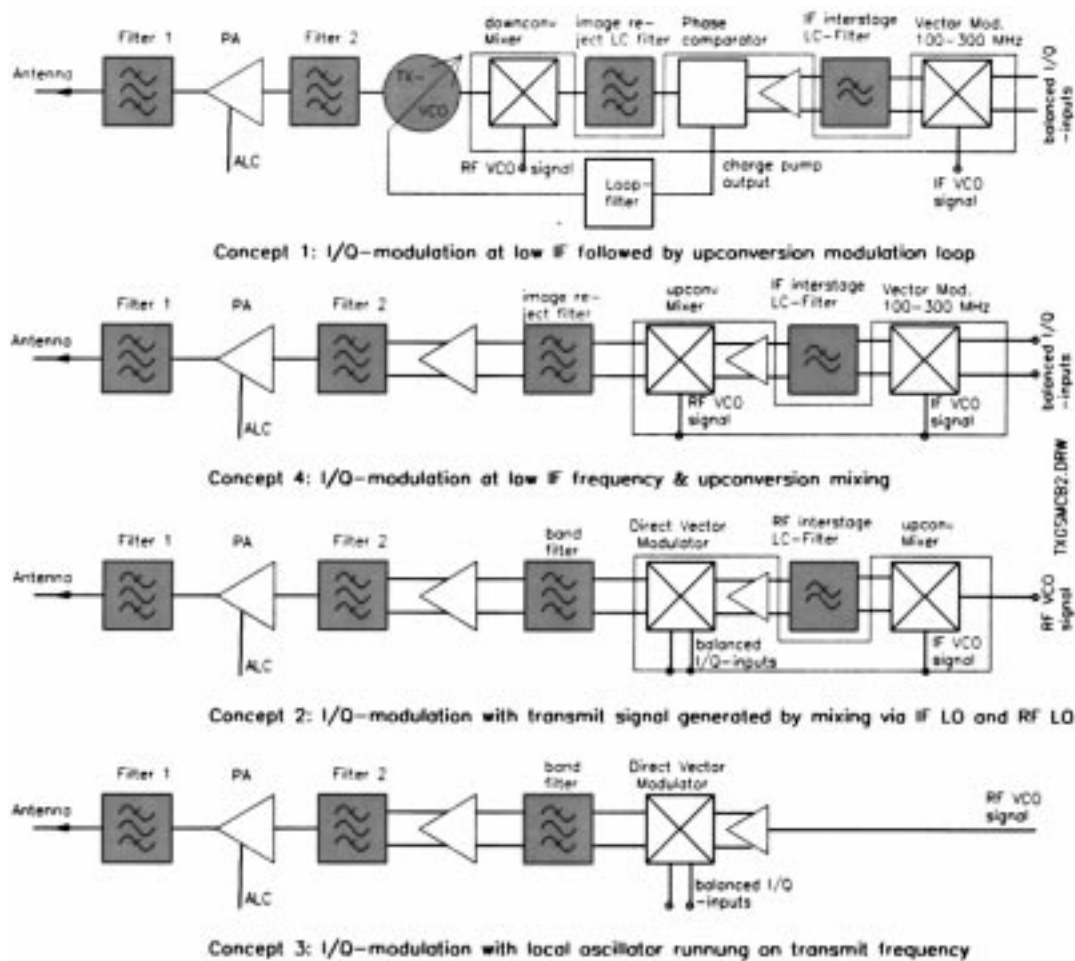 Filter 1
PA
Filter 2
downconv
Mixer
image re-
ject LC filter
Phase
comparator
IF interstage
LC-Filter
Vector Mod.
100-300 MHz
Antenna
TX-
VCO
balanced I/Q
-inputs
ALC
RF VCO signal
Loop-
filter
charge pump
output
IF VCO
signal
Concept 1: I/Q-modulation at low IF followed by upconversion modulation loop
Filter 1
PA
Filter 2
image re-
ject filter
upconv
Mixer
IF interstage
LC-Filter
Vector Mod.
100-300 MHz
Antenna
balanced I/Q
-inputs
ALC
RF VCO
signal
IF VCO
signal
Concept 4: I/Q-modulation at low IF frequency & upconversion mixing
TXGSMCB2.DRW
Filter 1
PA
Filter 2
band
filter
Direct Vector
Modulator
RF interstage
LC-Filter
upconv
Mixer
Antenna
RF VCO
signal
ALC
balanced
I/Q-inputs
IF VCO
signal
Concept 2: I/Q-modulation with transmit signal generated by mixing via IF LO and RF LO
Filter 1
PA
Filter 2
band
filter
Direct Vector
Modulator
RF VCO
signal
Antenna
ALC
balanced I/Q
-inputs
Concept 3: I/Q-modulation with local oscillator runnung on transmit frequency